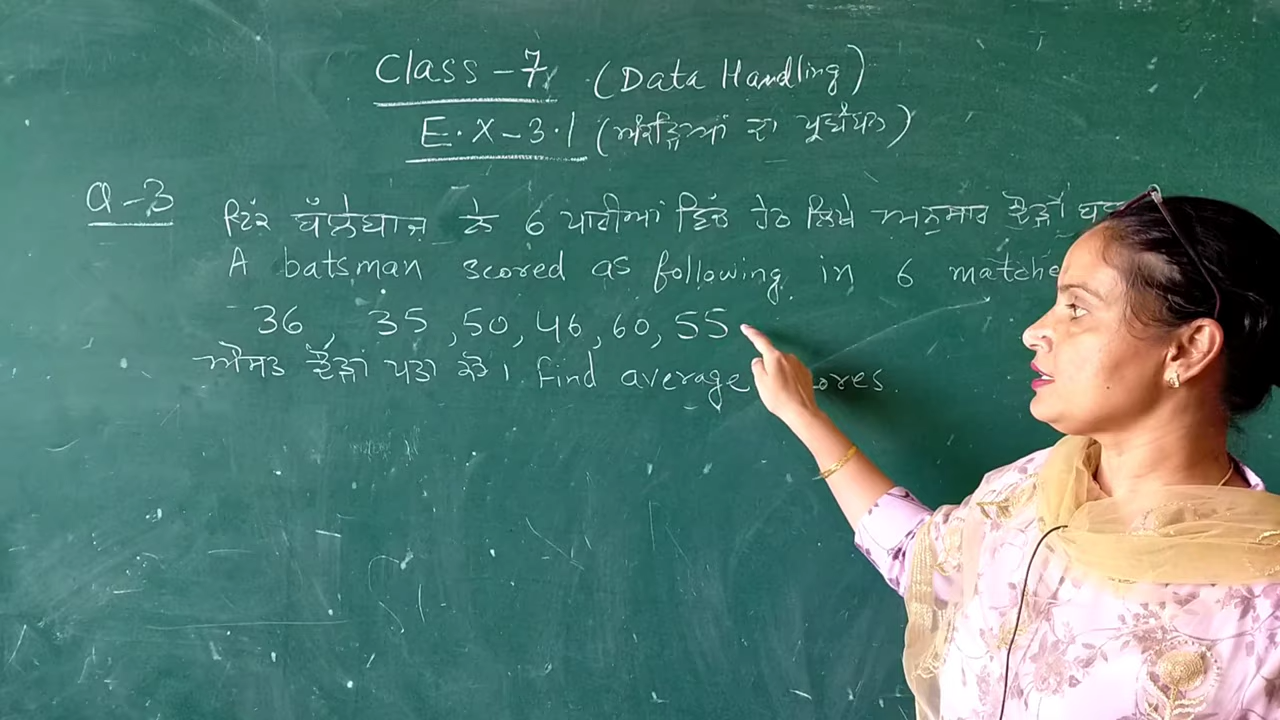 Class-7 (Data Handling)
E.X-3.1 (ਅੰਕੜਿਆਂ ਦਾ ਪ੍ਰਬੰਧਨ)
Q-3 ਇੱਕ ਬੱਲੇਬਾਜ਼ ਨੇ 6 ਪਾਰੀਆਂ ਵਿੱਚ ਹੇਠ ਲਿਖੇ ਅਨੁਸਾਰ ਦੌੜਾਂ
A batsman scored as following in 6
36, 35, 50, 46, 60, 55
ਔਸਤ ਦੌੜਾਂ ਪਤਾ ਕਰੋ। find average